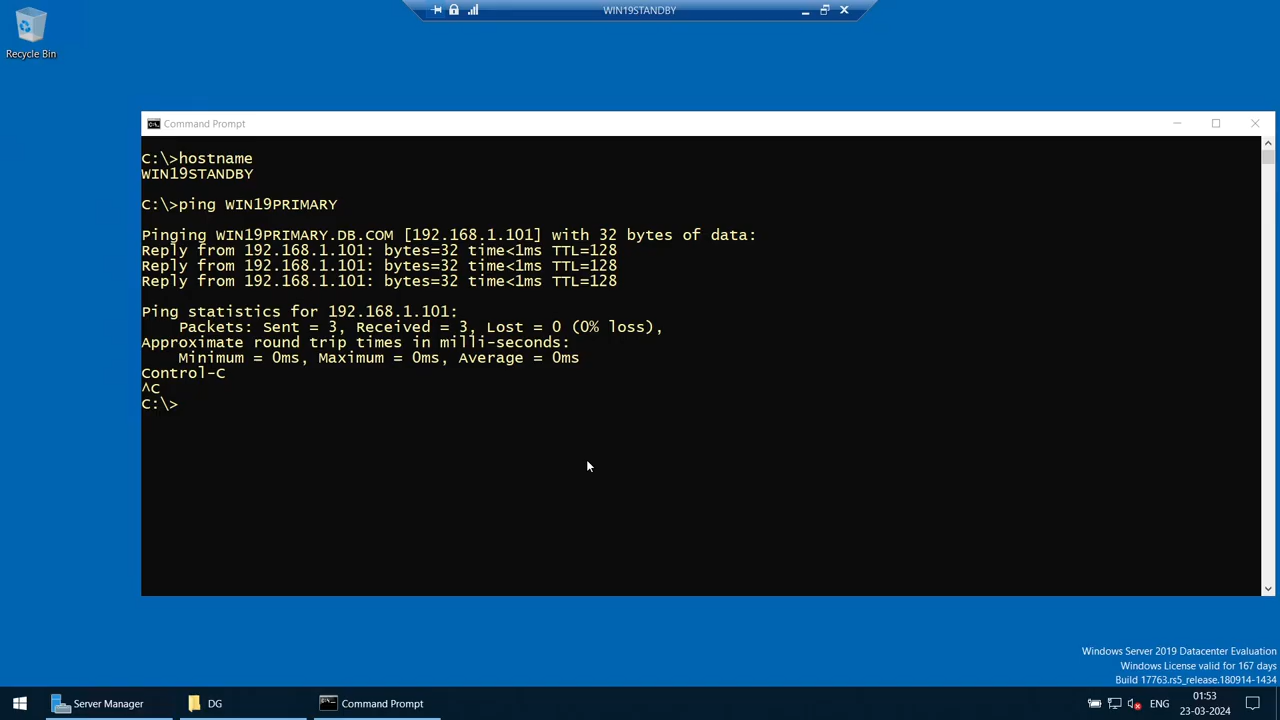 WIN19STANDBY
Recycle Bin
Command Prompt
C:\>hostname
WIN19STANDBY
C:\>ping WIN19PRIMARY
Pinging WIN19PRIMARY.DB.COM [192.168.1.101] with 32 bytes of data:
Reply from 192.168.1.101: bytes=32 time<1ms TTL=128
Reply from 192.168.1.101: bytes=32 time<1ms TTL=128
Reply from 192.168.1.101: bytes=32 time<1ms TTL=128
Ping statistics for 192.168.1.101:
    Packets: Sent = 3, Received = 3, Lost = 0 (0% loss),
Approximate round trip times in milli-seconds:
    Minimum = 0ms, Maximum = 0ms, Average = 0ms
Control-C
^C
C:\>
Windows Server 2019 Datacenter Evaluation
Windows License valid for 167 days
Build 17763.rs5_release.180914-1434
Server Manager
DG
Command Prompt
ENG
01:53
23-03-2024